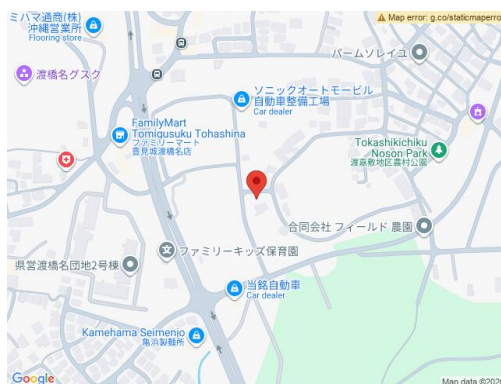 ミハマ通商(株)
沖縄営業所
Flooring store
Map error: g.co/staticmaperro
パームソレイユ
渡橋名グスク
ソニックオートモービル
自動車整備工場
Car dealer
FamilyMart
Tomigusuku Tohashina
ファミリーマート
豊見城渡橋名店
Tokashikichiku
Noson Park
渡嘉敷地区農村公園
合同会社 フィールド 農園
ファミリーキッズ保育園
県営渡橋名団地2号棟
当銘自動車
Car dealer
Kamehama Seimenjo
亀浜製麺所
Google
Map data ©202